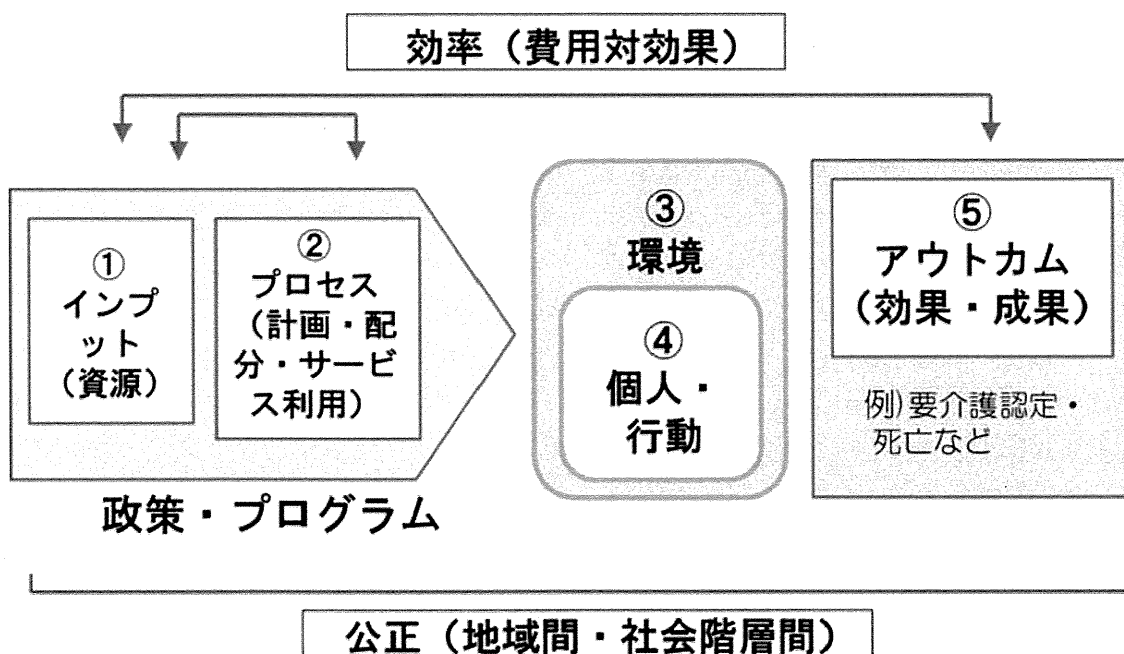 効率（費用対効果）
①
インプ
ット
（資源）
②
プロセス
（計画・配
分・サービ
ス利用）
政策・プログラム
③
環境
④
個人・
行動
⑤
アウトカム
（効果・成果）
例）要介護認定・
死亡など
公正（地域間・社会階層間）